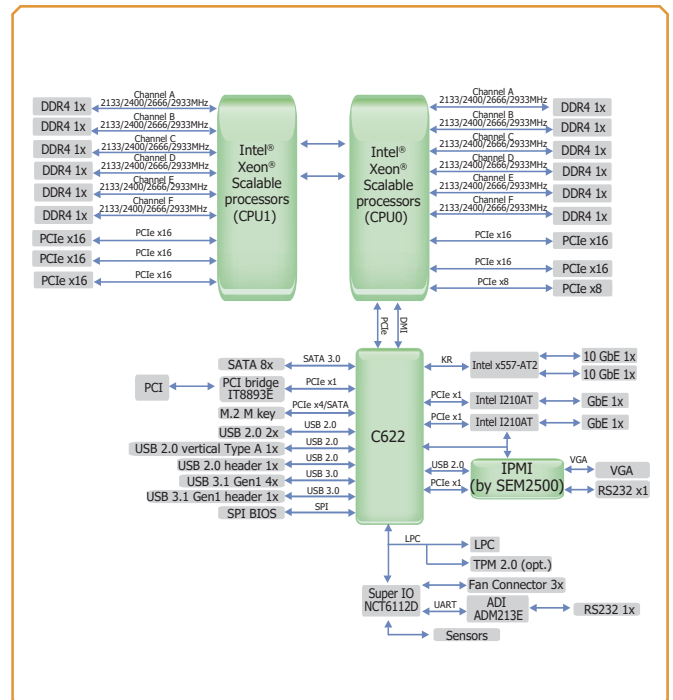 Channel A
DDR4 1x 2133/2400/2666/2933MHz
Channel B
DDR4 1x 2133/2400/2666/2933MHz
Channel C
DDR4 1x 2133/2400/2666/2933MHz
Channel D
DDR4 1x 2133/2400/2666/2933MHz
Channel E
DDR4 1x 2133/2400/2666/2933MHz
Channel F
DDR4 1x 2133/2400/2666/2933MHz
PCIe x16 PCIe x16
PCIe x16 PCIe x16
PCIe x16 PCIe x16
Intel®
Xeon®
Scalable
processors
(CPU1)
Intel®
Xeon®
Scalable
processors
(CPU0)
Channel A
2133/2400/2666/2933MHz DDR4 1x
Channel B
2133/2400/2666/2933MHz DDR4 1x
Channel C
2133/2400/2666/2933MHz DDR4 1x
Channel D
2133/2400/2666/2933MHz DDR4 1x
Channel E
2133/2400/2666/2933MHz DDR4 1x
Channel F
2133/2400/2666/2933MHz DDR4 1x
PCIe x16 PCIe x16
PCIe x16 PCIe x16
PCIe x8 PCIe x8
PCIe
DMI
SATA 8x SATA 3.0
PCI
PCI bridge
IT8893E
PCIe x1
M.2 M key PCIe x4/SATA
USB 2.0 2x USB 2.0
USB 2.0 vertical Type A 1x USB 2.0
USB 2.0 header 1x USB 2.0
USB 3.1 Gen1 4x USB 3.0
USB 3.1 Gen1 header 1x USB 3.0
SPI BIOS SPI
C622
KR Intel x557-AT2 10 GbE 1x
10 GbE 1x
PCIe x1 Intel I210AT GbE 1x
PCIe x1 Intel I210AT GbE 1x
USB 2.0
PCIe x1
IPMI
(by SEM2500)
VGA VGA
RS232 x1
LPC LPC
TPM 2.0 (opt.)
Super IO
NCT6112D
Fan Connector 3x
UART
ADI
ADM213E
RS232 1x
Sensors